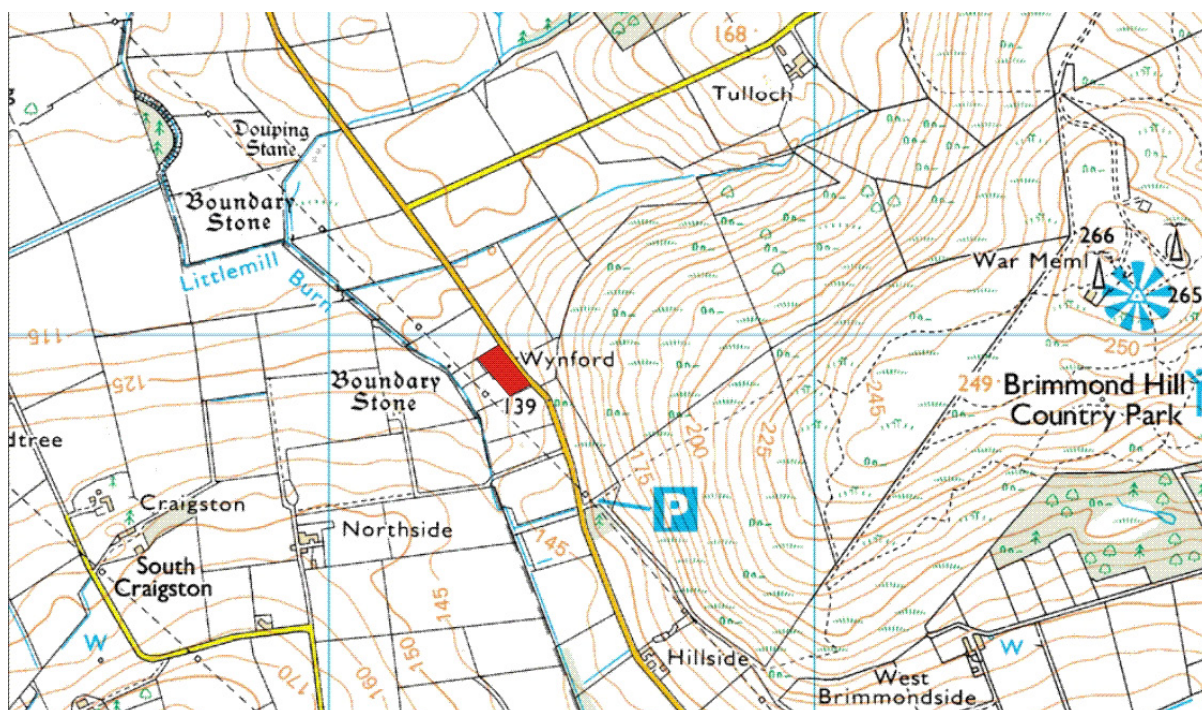 168
Tulloch
Douping
Stane
Boundary
Stone
266
War Meml
265
Littlemill Burn
115
250
Wynford
125
249
Brimmond Hill
Country Park
Boundary
Stone
139
245
200
225
dtree
175
Craigston
P
Northside
145
South
Craigston
145
W
150
Hillside
W
170
160
West
Brimmondside